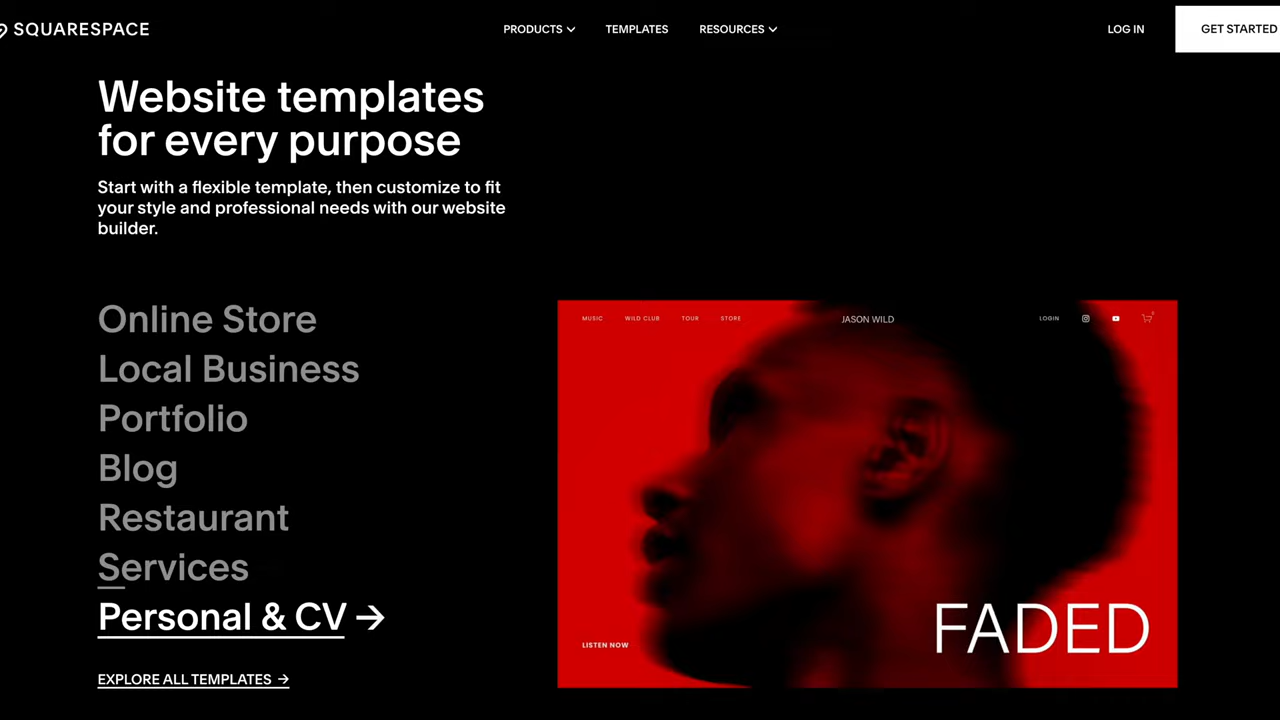 SQUARESPACE
PRODUCTS TEMPLATES RESOURCES
LOG IN
GET STARTED
Website templates
for every purpose
Start with a flexible template, then customize to fit
your style and professional needs with our website
builder.
Online Store
Local Business
Portfolio
Blog
Restaurant
Services
Personal & CV →
EXPLORE ALL TEMPLATES →
MUSIC WILD CLUB TOUR STORE
JASON WILD
LOGIN
FADED
LISTEN NOW